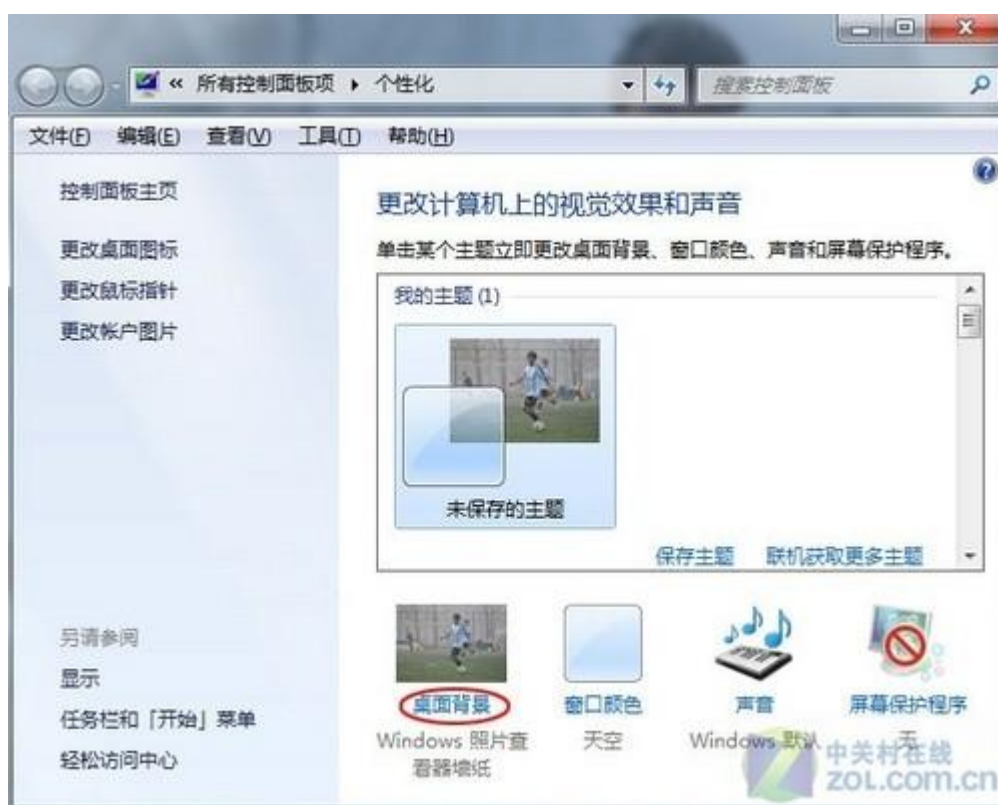 « 所有控制面板项 ▸ 个性化
搜索控制面板
文件(F) 编辑(E) 查看(V) 工具(T) 帮助(H)
控制面板主页
更改桌面图标
更改鼠标指针
更改帐户图片
更改计算机上的视觉效果和声音
单击某个主题立即更改桌面背景、窗口颜色、声音和屏幕保护程序。
我的主题 (1)
未保存的主题
保存主题 联机获取更多主题
桌面背景
Windows 照片查
看器墙纸
窗口颜色
天空
声音
Windows 默认
屏幕保护程序
无
另请参阅
显示
任务栏和「开始」菜单
轻松访问中心
中关村在线
ZOL.COM.CN